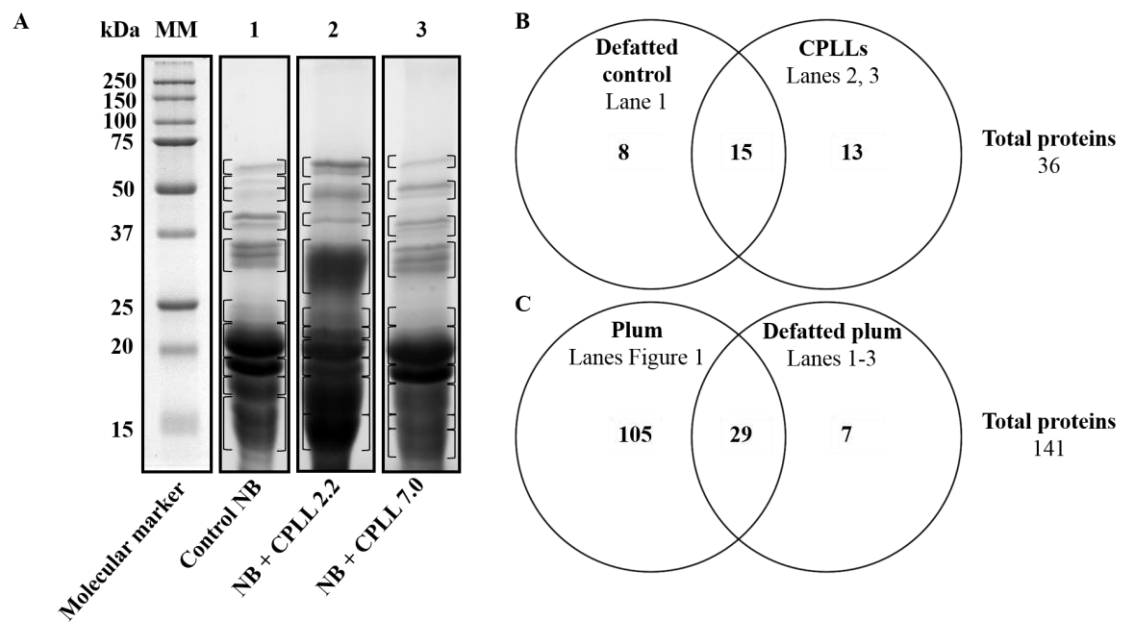 A
kDa MM 1 2 3
250
150
100
75
50
37
25
20
15
Molecular marker
Control NB
NB + CPLL 2.2
NB + CPLL 7.0
B
Defatted
control
Lane 1
CPLLs
Lanes 2, 3
8
15
13
Total proteins
36
C
Plum
Lanes Figure 1
Defatted plum
Lanes 1-3
105
29
7
Total proteins
141